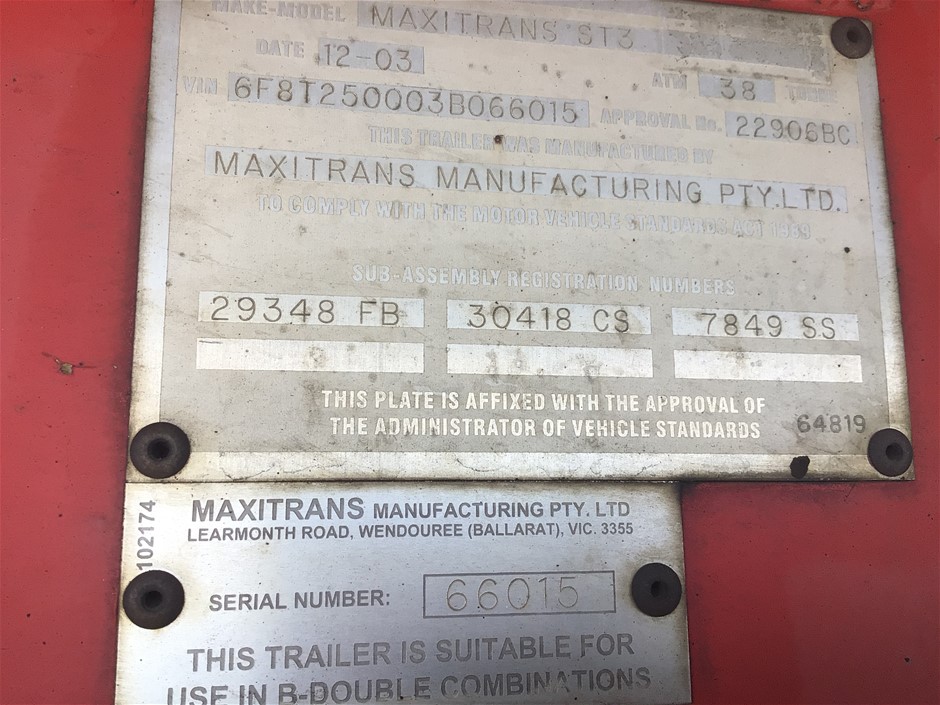 MAKE-MODEL MAXITRANS ST3
DATE 12-03
ATM 38 TONNE
VIN 6F8T250003B066015 APPROVAL No. 22906BC
THIS TRAILER WAS MANUFACTURED BY
MAXITRANS MANUFACTURING PTY.LTD.
TO COMPLY WITH THE MOTOR VEHICLE STANDARDS ACT 1989
SUB-ASSEMBLY REGISTRATION NUMBERS
29348 FB 30418 CS 7849 SS
THIS PLATE IS AFFIXED WITH THE APPROVAL OF
THE ADMINISTRATOR OF VEHICLE STANDARDS 64819
102174
MAXITRANS MANUFACTURING PTY. LTD
LEARMONTH ROAD, WENDOUREE (BALLARAT), VIC. 3355
SERIAL NUMBER: 66015
THIS TRAILER IS SUITABLE FOR
USE IN B-DOUBLE COMBINATIONS